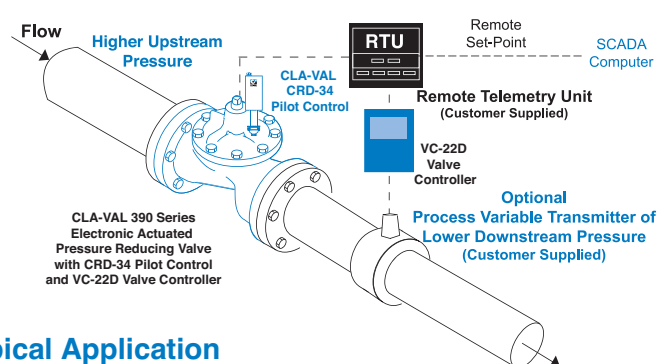 Flow
Higher Upstream
Pressure
CLA-VAL
CRD-34
Pilot Control
RTU
Remote
Set-Point
SCADA
Computer
Remote Telemetry Unit
(Customer Supplied)
VC-22D
Valve
Controller
Optional
Process Variable Transmitter of
Lower Downstream Pressure
(Customer Supplied)
CLA-VAL 390 Series
Electronic Actuated
Pressure Reducing Valve
with CRD-34 Pilot Control
and VC-22D Valve Controller
pical Application